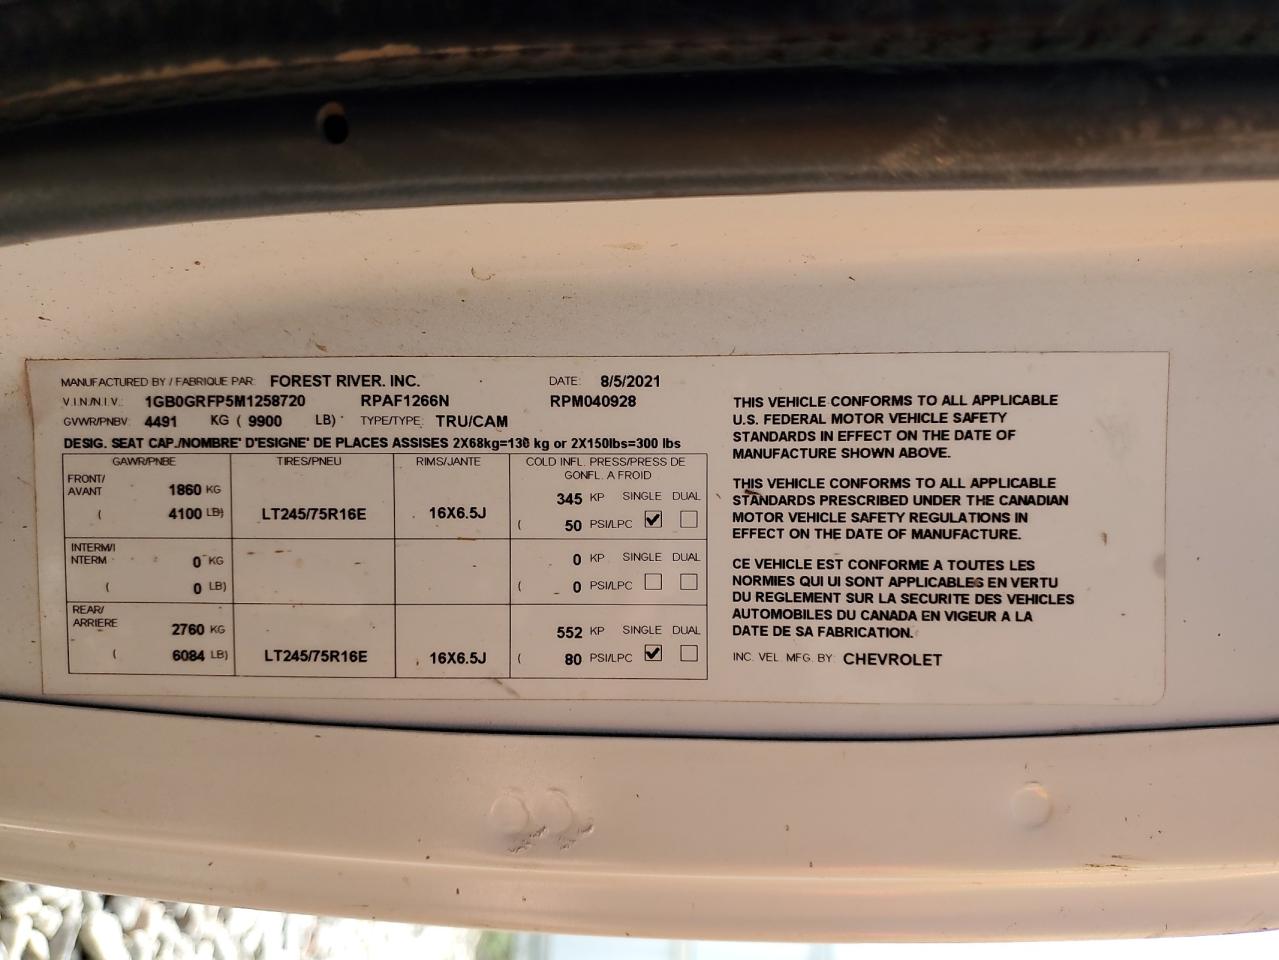 MANUFACTURED BY / FABRIQUE PAR: FOREST RIVER. INC. DATE: 8/5/2021
V.I.N/N.I.V.: 1GB0GRFP5M1258720 RPAF1266N RPM040928
GVWR/PNBV: 4491 KG ( 9900 LB) TYPE/TYPE: TRU/CAM
DESIG. SEAT CAP./NOMBRE' D'ESIGNE' DE PLACES ASSISES 2X68kg=136 kg or 2X150lbs=300 lbs
GAWR/PNBE TIRES/PNEU RIMS/JANTE COLD INFL. PRESS/PRESS DE
GONFL. A FROID
FRONT/
AVANT 1860 KG 345 KP SINGLE DUAL
( 4100 LB) LT245/75R16E 16X6.5J ( 50 PSI/LPC
INTERM/I
NTERM 0 KG 0 KP SINGLE DUAL
( 0 LB) ( 0 PSI/LPC
REAR/
ARRIERE 2760 KG 552 KP SINGLE DUAL
( 6084 LB) LT245/75R16E 16X6.5J ( 80 PSI/LPC
THIS VEHICLE CONFORMS TO ALL APPLICABLE
U.S. FEDERAL MOTOR VEHICLE SAFETY
STANDARDS IN EFFECT ON THE DATE OF
MANUFACTURE SHOWN ABOVE.
THIS VEHICLE CONFORMS TO ALL APPLICABLE
STANDARDS PRESCRIBED UNDER THE CANADIAN
MOTOR VEHICLE SAFETY REGULATIONS IN
EFFECT ON THE DATE OF MANUFACTURE.
CE VEHICLE EST CONFORME A TOUTES LES
NORMIES QUI UI SONT APPLICABLES EN VERTU
DU REGLEMENT SUR LA SECURITE DES VEHICLES
AUTOMOBILES DU CANADA EN VIGEUR A LA
DATE DE SA FABRICATION.
INC. VEL. MFG. BY: CHEVROLET